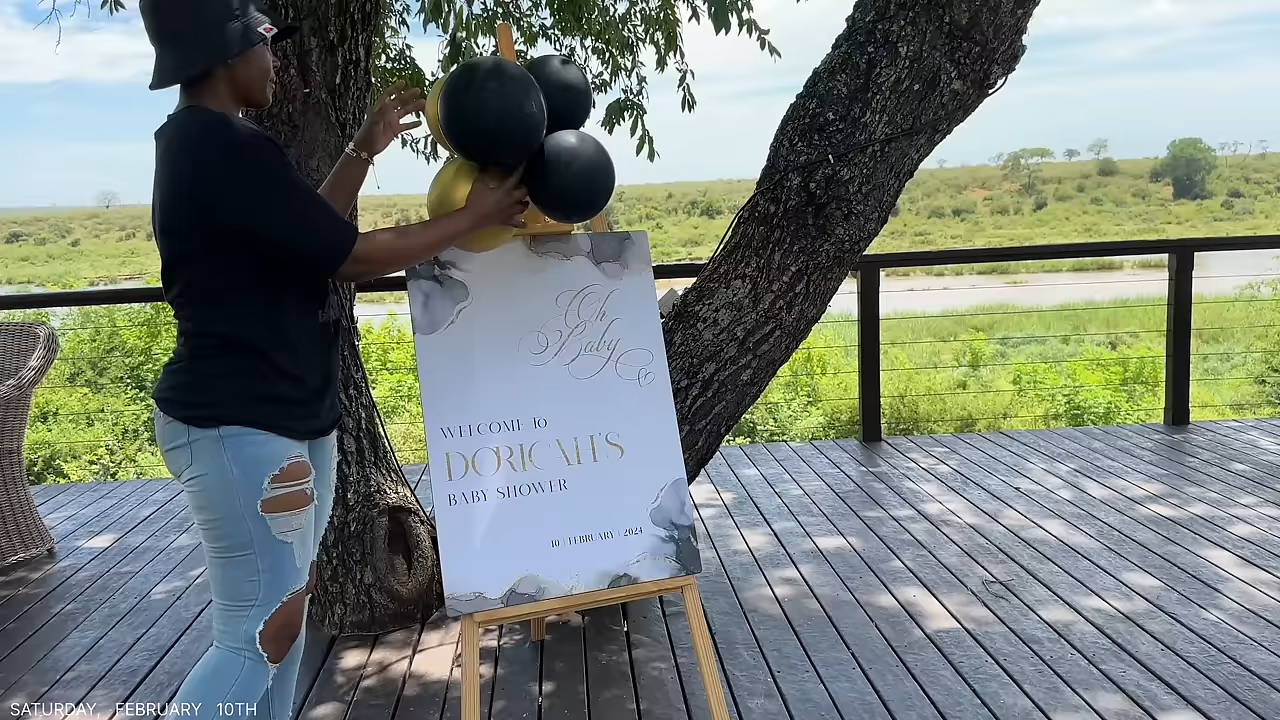 Oh
Baby
WELCOME TO
DORICAH'S
BABY SHOWER
10 | FEBRUARY | 2024
SATURDAY, FEBRUARY 10TH